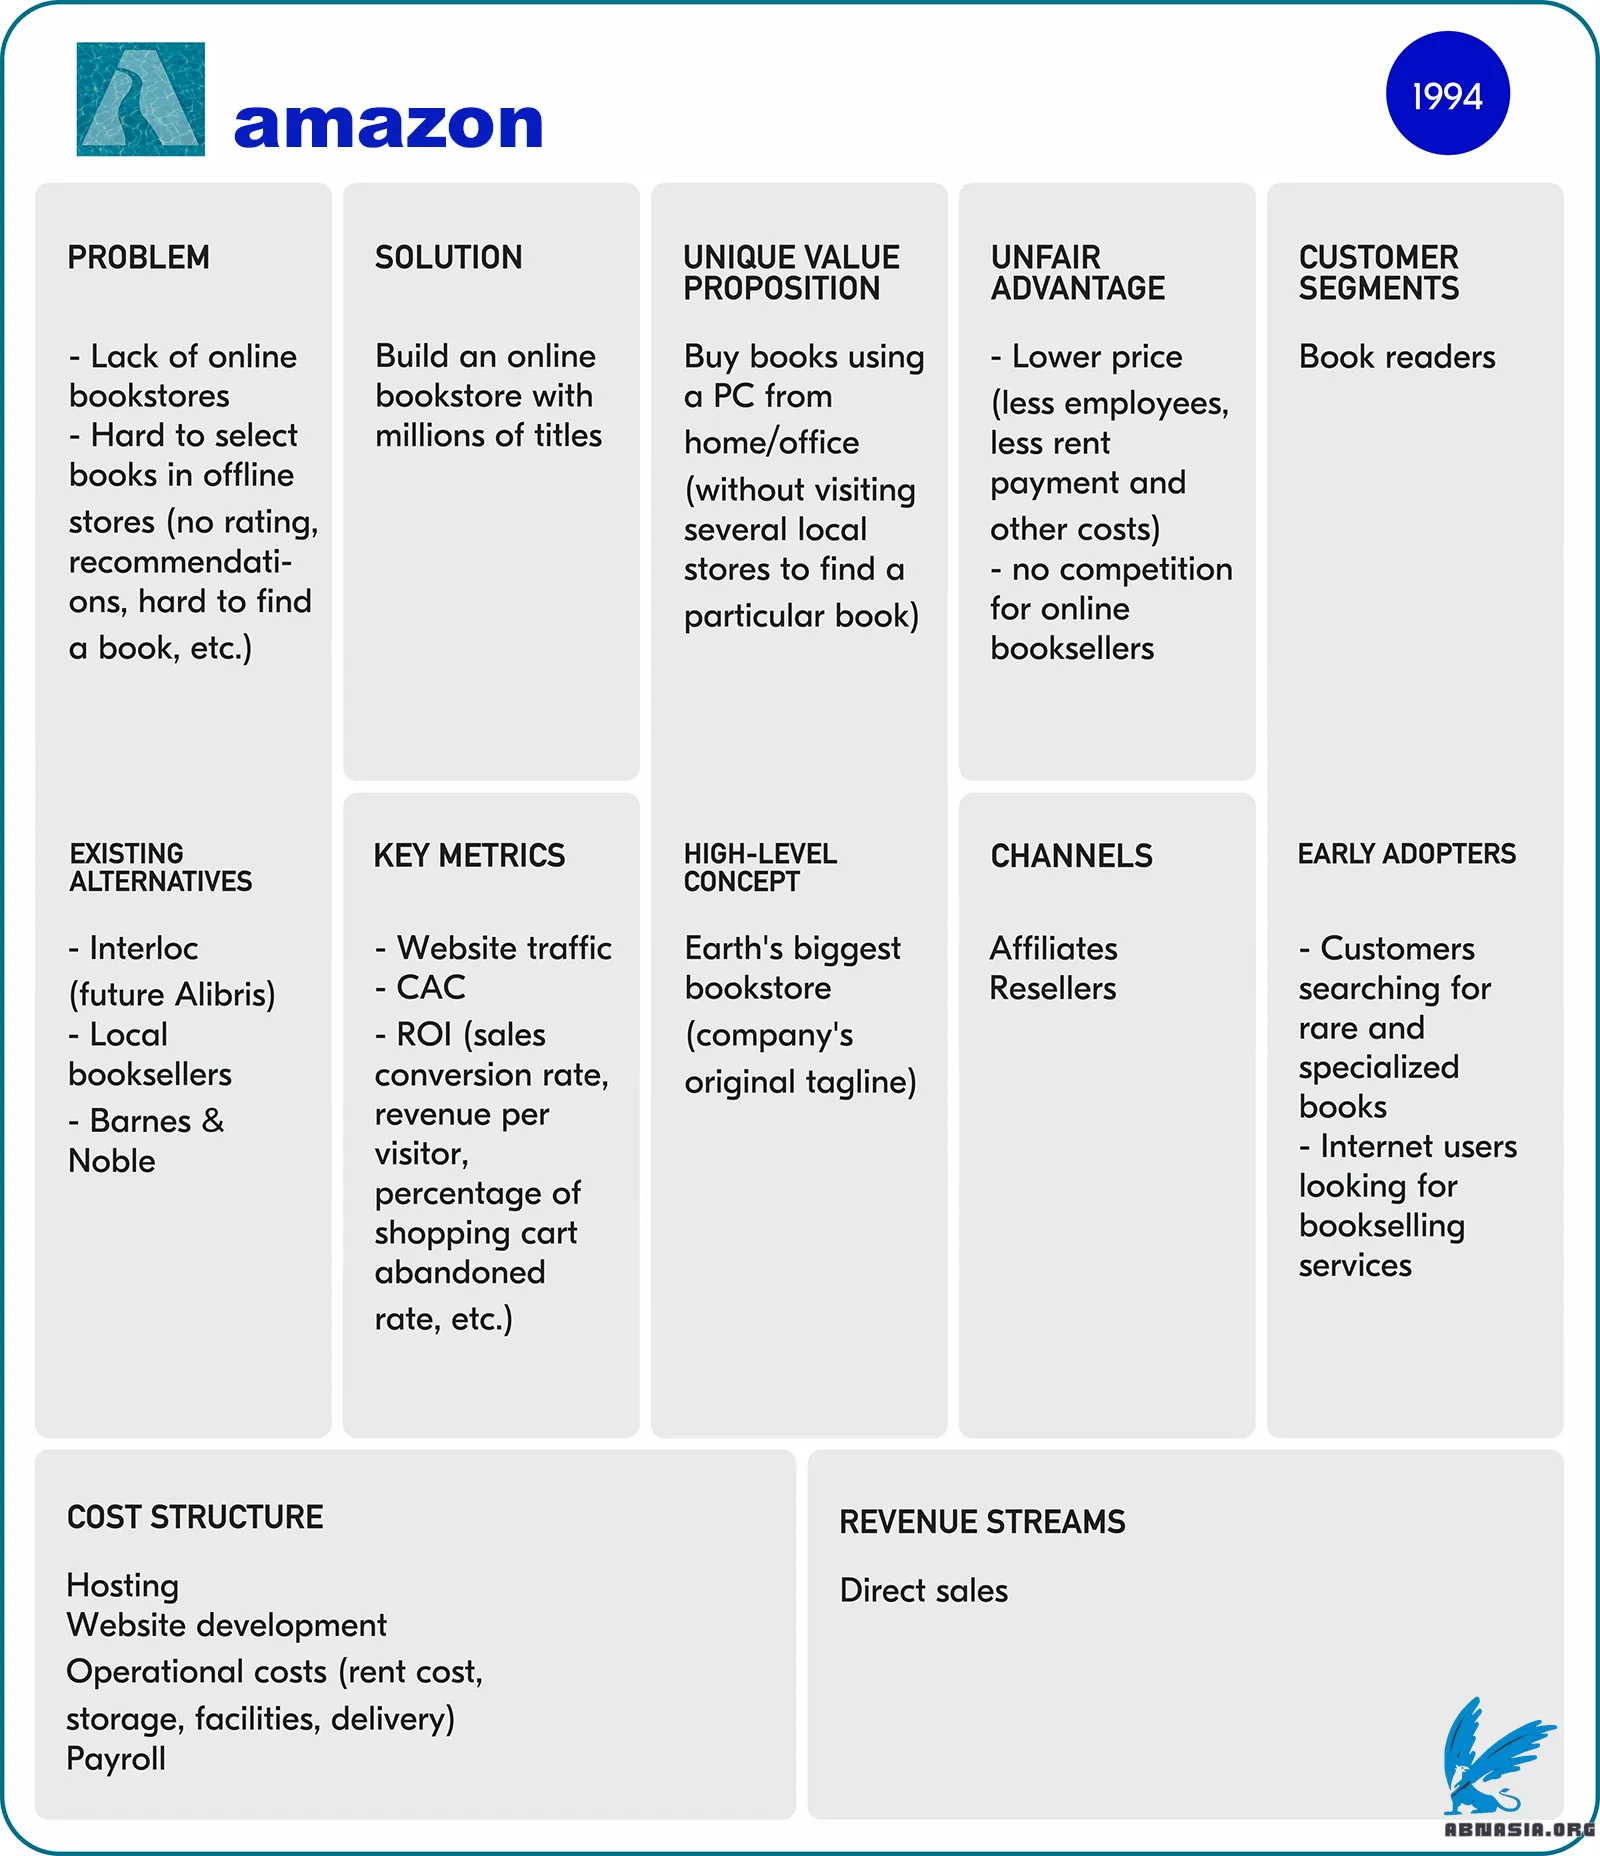 amazon
1994
PROBLEM
- Lack of online
bookstores
- Hard to select
books in offline
stores (no rating,
recommendati-
ons, hard to find
a book, etc.)
EXISTING
ALTERNATIVES
- Interloc
(future Alibris)
- Local
booksellers
- Barnes &
Noble
SOLUTION
Build an online
bookstore with
millions of titles
KEY METRICS
- Website traffic
- CAC
- ROI (sales
conversion rate,
revenue per
visitor,
percentage of
shopping cart
abandoned
rate, etc.)
UNIQUE VALUE
PROPOSITION
Buy books using
a PC from
home/office
(without visiting
several local
stores to find a
particular book)
HIGH-LEVEL
CONCEPT
Earth's biggest
bookstore
(company's
original tagline)
UNFAIR
ADVANTAGE
- Lower price
(less employees,
less rent
payment and
other costs)
- no competition
for online
booksellers
CHANNELS
Affiliates
Resellers
CUSTOMER
SEGMENTS
Book readers
EARLY ADOPTERS
- Customers
searching for
rare and
specialized
books
- Internet users
looking for
bookselling
services
COST STRUCTURE
Hosting
Website development
Operational costs (rent cost,
storage, facilities, delivery)
Payroll
REVENUE STREAMS
Direct sales
ABNASIA.ORG